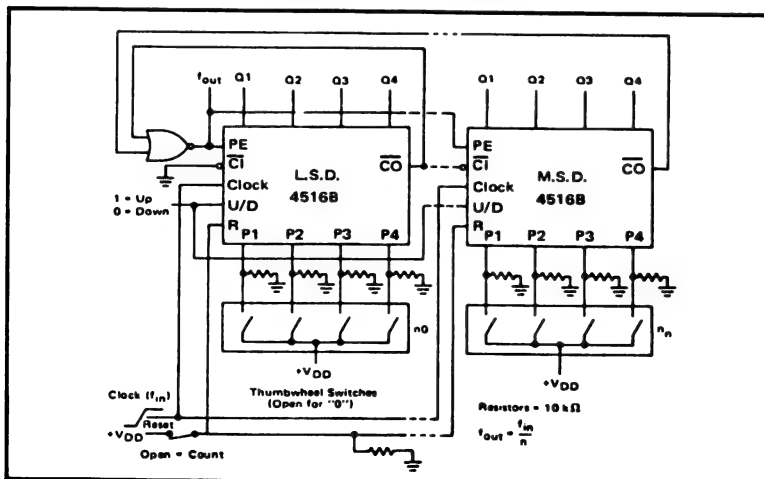 fout Q1 Q2 Q3 Q4
Q1 Q2 Q3 Q4
PE
CI
Clock
U/D
R
L.S.D.
4516B
CO
P1 P2 P3 P4
PE
CI
Clock
U/D
R
M.S.D.
4516B
CO
P1 P2 P3 P4
1 = Up
0 = Down
n0
+VDD
Thumbwheel Switches
(Open for "0")
nn
+VDD
Clock (fin)
Reset
+VDD
Open = Count
Resistors = 10 kΩ
fout = fin/n